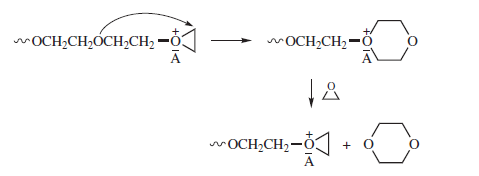 OCH₂CH₂OCH₂CH₂—O⁺ A⁻ OCH₂CH₂—O⁺ O A⁻
O
OCH₂CH₂—O⁺ A⁻ + O O